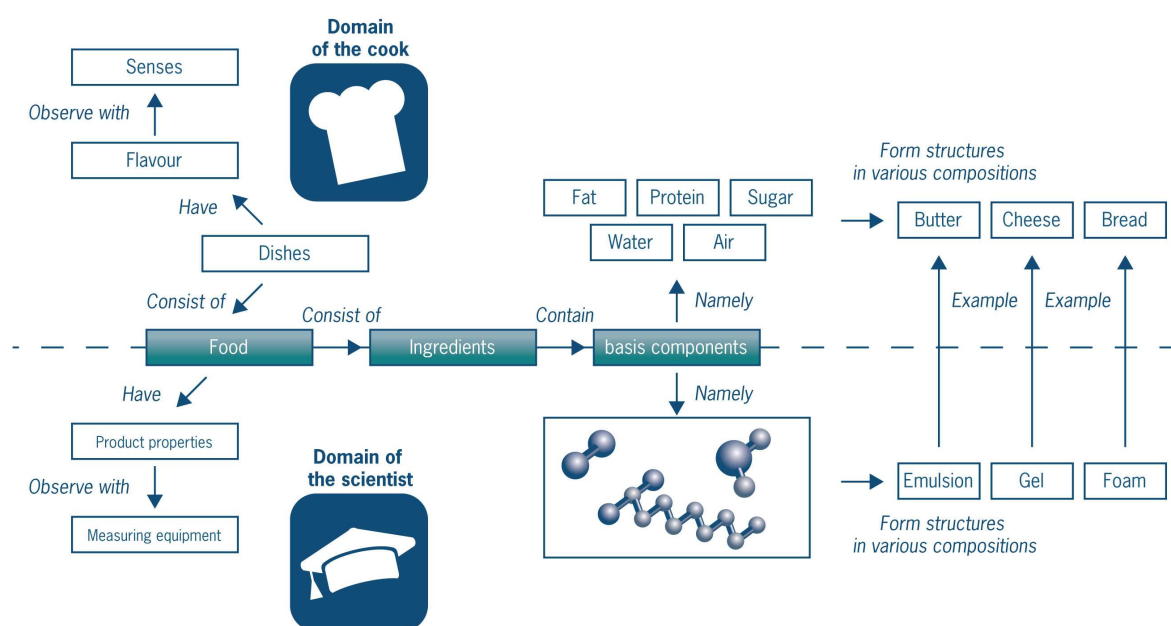 Domain
of the cook
Senses
Observe with
Flavour
Have
Dishes
Consist of
Form structures
in various compositions
Fat
Protein
Sugar
Water
Air
Butter
Cheese
Bread
Namely
Example
Example
Consist of
Contain
Food
Ingredients
basis components
Have
Namely
Product properties
Observe with
Measuring equipment
Domain of
the scientist
Emulsion
Gel
Foam
Form structures
in various compositions